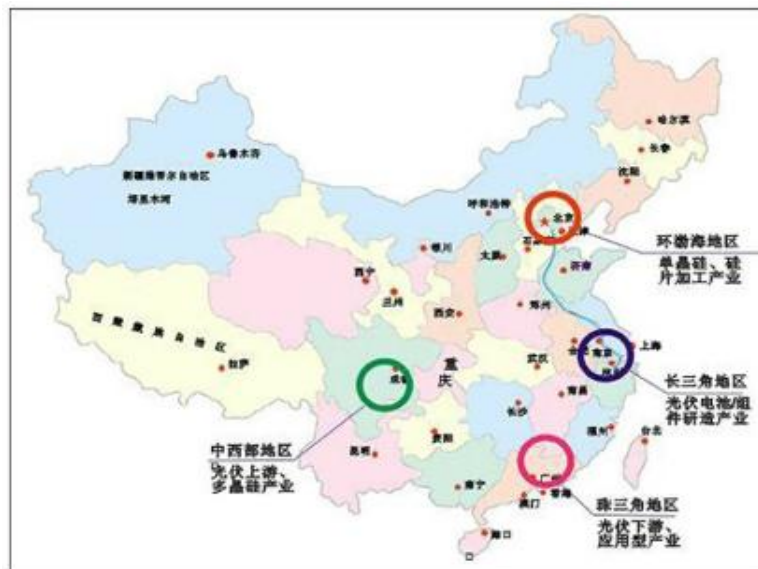 哈尔滨
长春
乌鲁木齐
沈阳
新疆维吾尔自治区
塔里木河
呼和浩特
北京
银川
太原
环渤海地区
单晶硅、硅
片加工产业
济南
西宁
兰州
西安
郑州
西藏藏族自治区
拉萨
成都
重庆
武汉
南京
上海
长三角地区
光伏电池/组
件研造产业
南昌
长沙
中西部地区
光伏上游、
多晶硅产业
贵阳
昆明
福州
台北
南宁
广州
香港
澳门
珠三角地区
光伏下游、
应用型产业
海口